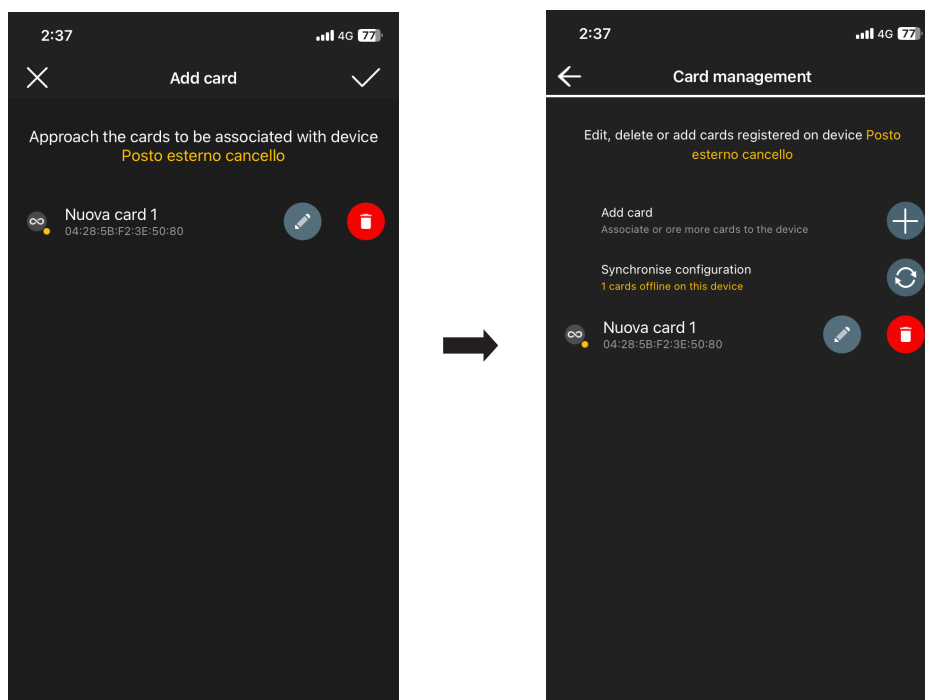 2:37
4G 77
Add card
Approach the cards to be associated with device
Posto esterno cancello
Nuova card 1
04:28:5B:F2:3E:50:80
2:37
4G 77
Card management
Edit, delete or add cards registered on device Posto
esterno cancello
Add card
Associate or ore more cards to the device
Synchronise configuration
1 cards offline on this device
Nuova card 1
04:28:5B:F2:3E:50:80